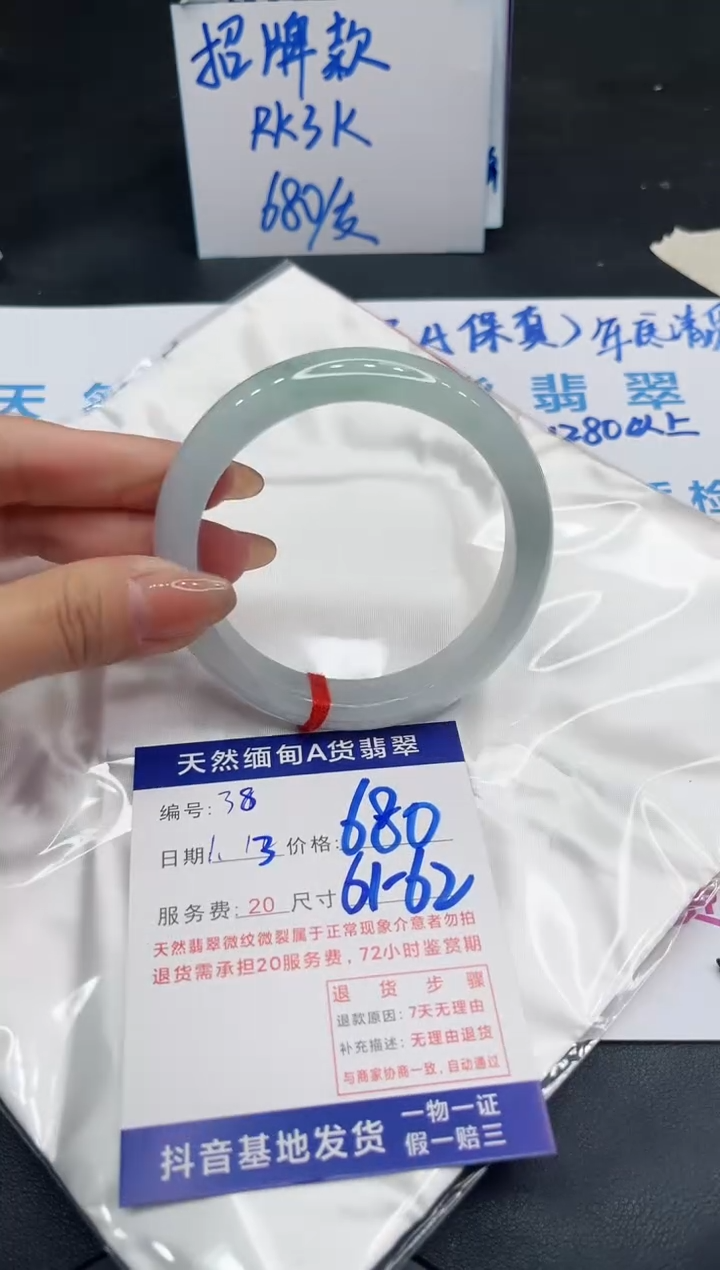 招牌款
RK3K
680/支
保真）年底清
翡翠
1280以上
检
天然缅甸A货翡翠
编号: 38
日期 1.13 价格: 680
服务费: 20 尺寸 61-62
天然翡翠微纹微裂属于正常现象介意者勿拍
退货需承担20服务费，72小时鉴赏期
退货步骤
退款原因: 7天无理由
补充描述: 无理由退货
与商家协商一致，自动通过
抖音基地发货
一物一证
假一赔三